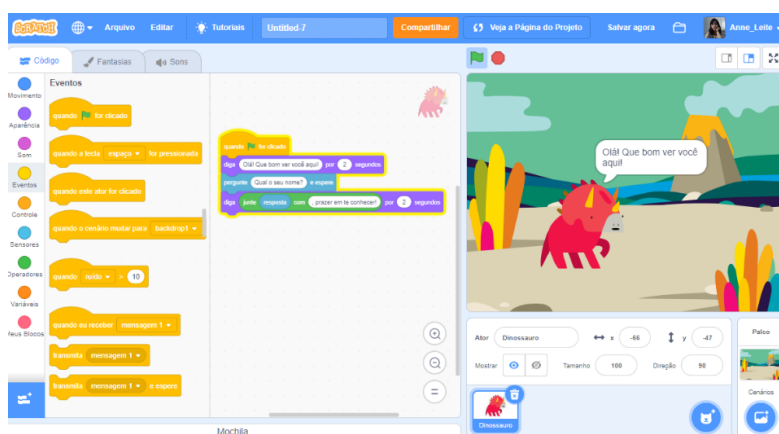 SCRATCH Arquivo Editar Tutoriais Untitled-7 Compartilhar Veja a Página do Projeto Salvar agora Anne_Leite
Código Fantasias Sons
Movimento
Aparência
Som
Eventos
Controle
Sensores
Operadores
Variáveis
Meus Blocos
Eventos
quando for clicado
quando a tecla espaço for pressionada
quando este ator for clicado
quando o cenário mudar para backdrop1
quando ruído > 10
quando eu receber mensagem 1
transmita mensagem 1
transmita mensagem 1 e espere
quando for clicado
diga Olá! Que bom ver você aqui! por 2 segundos
pergunte Qual o seu nome? e espere
diga junte resposta com , prazer em te conhecer! por 2 segundos
Mochila
Olá! Que bom ver você
aqui!
Ator Dinossauro x -66 y -47
Mostrar Tamanho 100 Direção 90
Dinossauro
Palco
Cenários